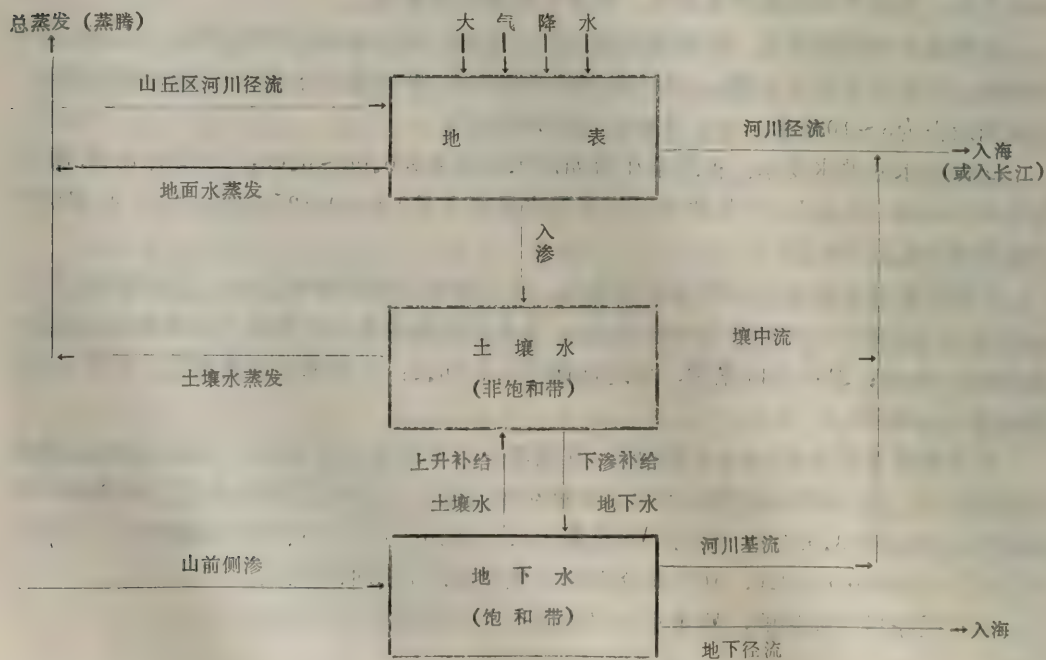 总蒸发(蒸腾)
大气降水
山丘区河川径流
地表
河川径流
入海
(或入长江)
地面水蒸发
入
渗
土壤水
(非饱和带)
壤中流
土壤水蒸发
上升补给
土壤水
下渗补给
地下水
山前侧渗
地下水
(饱和带)
河川基流
入海
地下径流